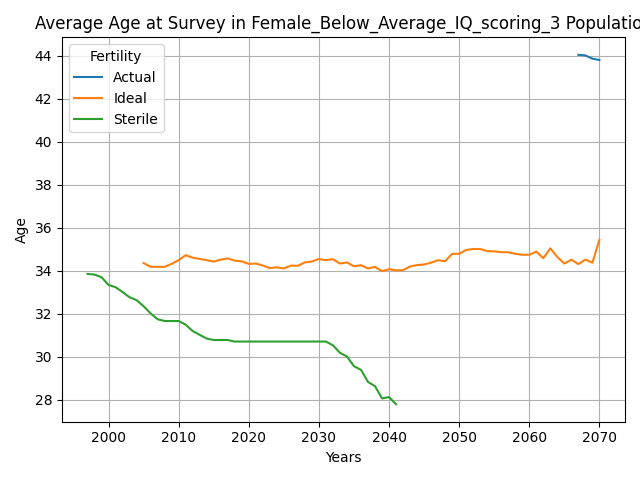 Average Age at Survey in Female_Below_Average_IQ_scoring_3 Populatio
Fertility
Actual
Ideal
Sterile
44
42
40
38
36
34
32
30
28
Age
2000 2010 2020 2030 2040 2050 2060 2070
Years